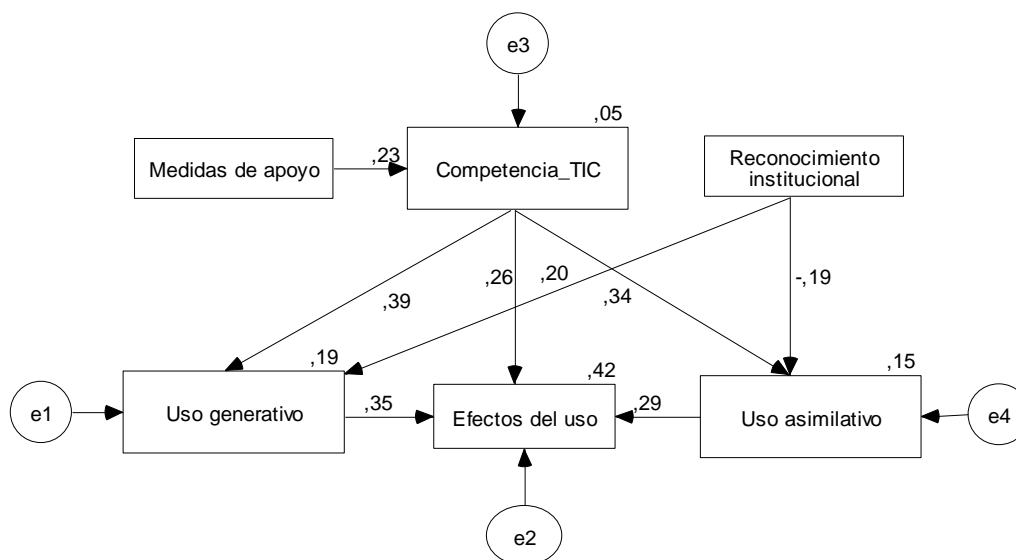 e3
,05
Medidas de apoyo
,23
Competencia_TIC
Reconocimiento
institucional
,39
,26
,20
,34
-,19
,19
,42
,15
e1
Uso generativo
,35
Efectos del uso
,29
Uso asimilativo
e4
e2